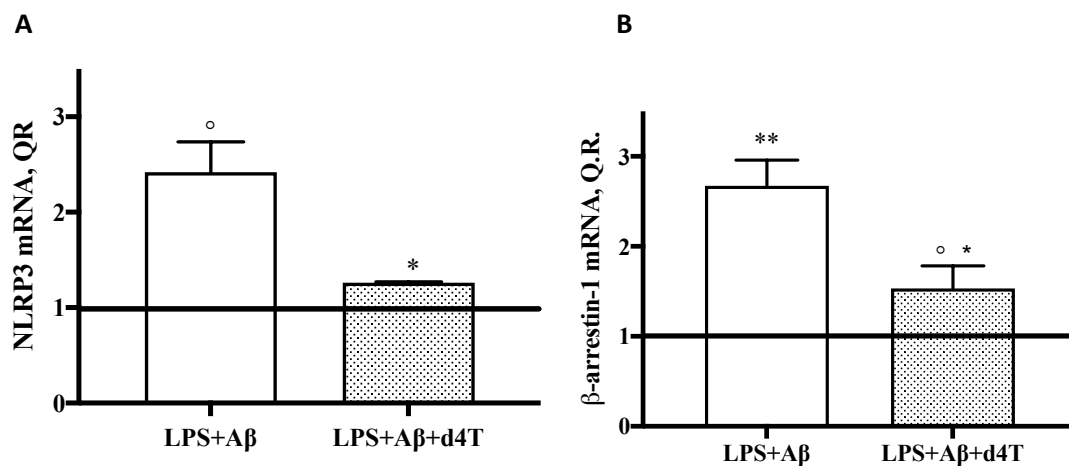 A
NLRP3 mRNA, QR
3
2
1
0
°
*
LPS+Aβ
LPS+Aβ+d4T
B
β-arrestin-1 mRNA, Q.R.
3
2
1
0
**
° *
LPS+Aβ
LPS+Aβ+d4T